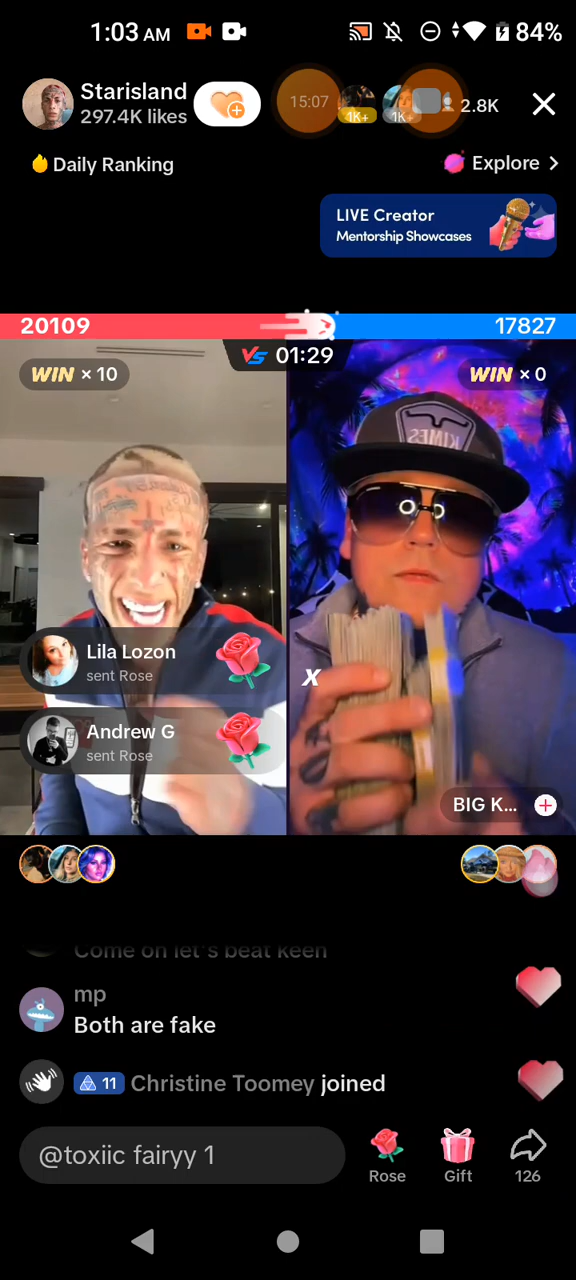 1:03 AM
84%
Starisland
297.4K likes
15:07
1K+
1K+
2.8K
Daily Ranking
Explore >
LIVE Creator
Mentorship Showcases
20109
17827
VS 01:29
WIN × 10
WIN × 0
KIMES
Lila Lozon
sent Rose
X
Andrew G
sent Rose
BIG K...
Come on let's beat keen
mp
Both are fake
11 Christine Toomey joined
@toxiic fairyy 1
Rose
Gift
126